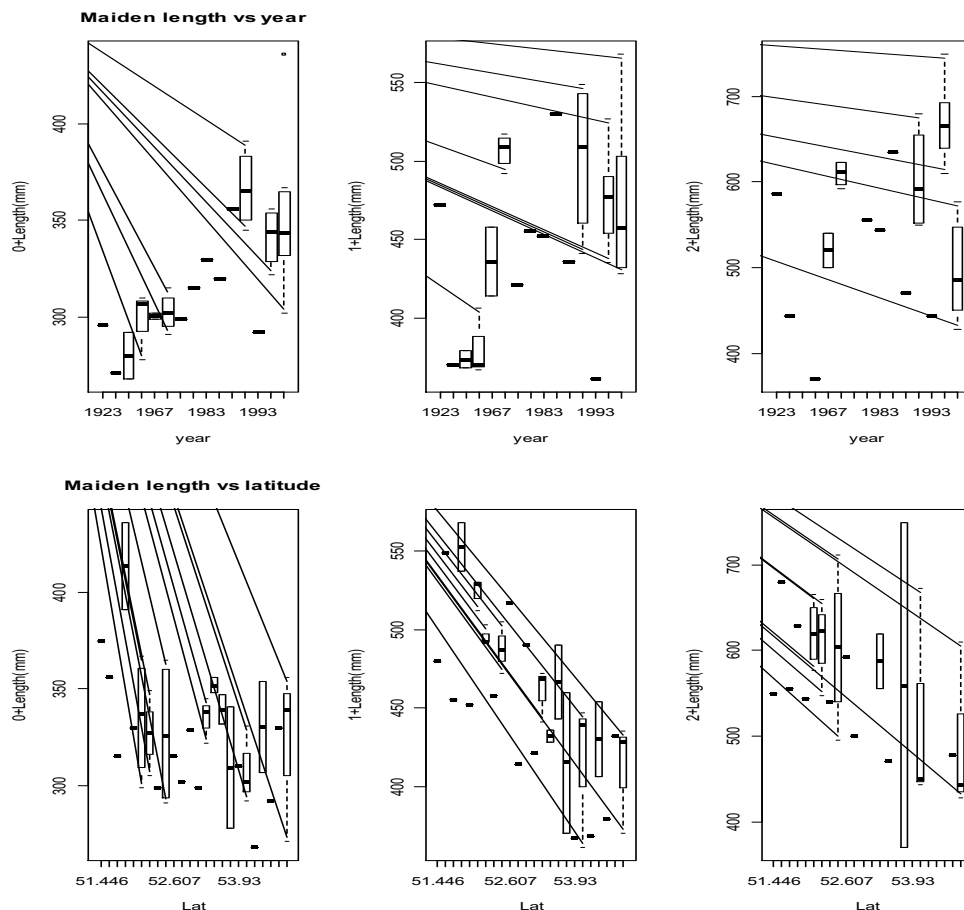 Maiden length vs year
400
350
300
0+Length(mm)
1923 1967 1983 1993
year
550
500
450
400
1+Length(mm)
1923 1967 1983 1993
year
700
600
500
400
2+Length(mm)
1923 1967 1983 1993
year
Maiden length vs latitude
400
350
300
0+Length(mm)
51.446 52.607 53.93
Lat
550
500
450
400
1+Length(mm)
51.446 52.607 53.93
Lat
700
600
500
400
2+Length(mm)
51.446 52.607 53.93
Lat